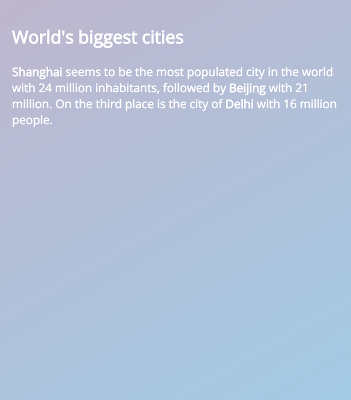 World's biggest cities
Shanghai seems to be the most populated city in the world
with 24 million inhabitants, followed by Beijing with 21
million. On the third place is the city of Delhi with 16 million
people.